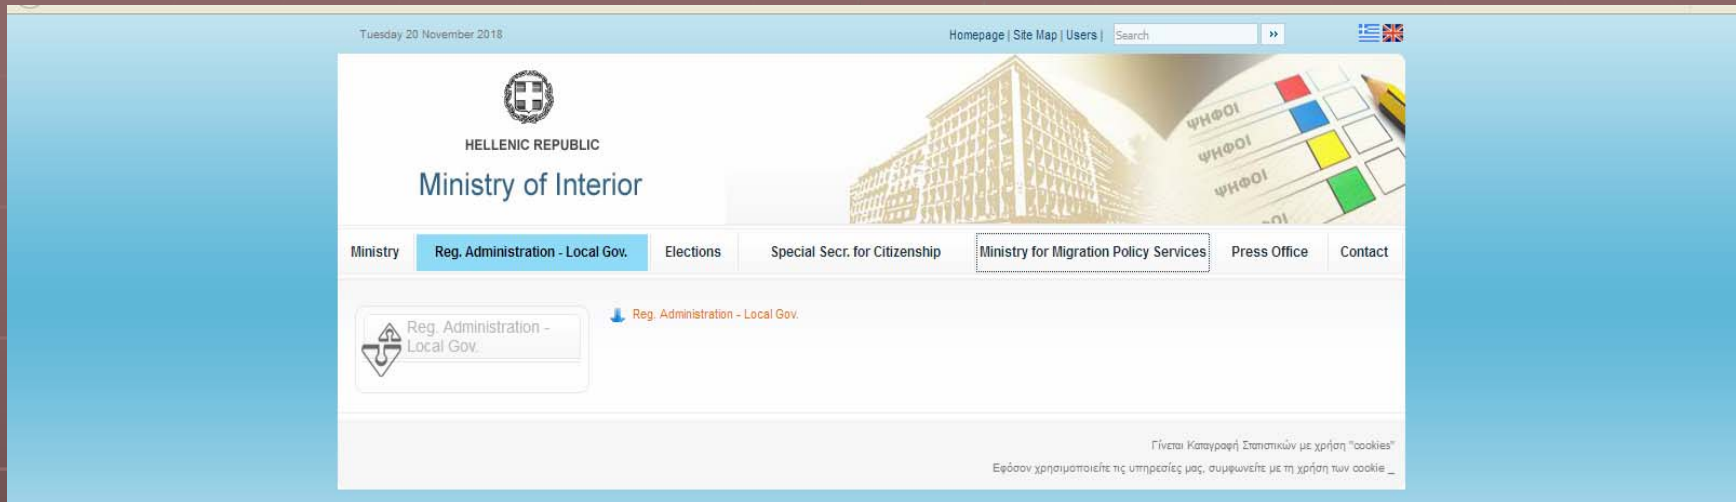 Tuesday 20 November 2018
Homepage | Site Map | Users |
Search
HELLENIC REPUBLIC
Ministry of Interior
ΨΗΦΟΙ
ΨΗΦΟΙ
ΨΗΦΟΙ
Ministry
Reg. Administration - Local Gov.
Elections
Special Secr. for Citizenship
Ministry for Migration Policy Services
Press Office
Contact
Reg. Administration -
Local Gov.
Reg. Administration - Local Gov.
Γίνεται Καταγραφή Στατιστικών με χρήση "cookies"
Εφόσον χρησιμοποιείτε τις υπηρεσίες μας, συμφωνείτε με τη χρήση των cookie _